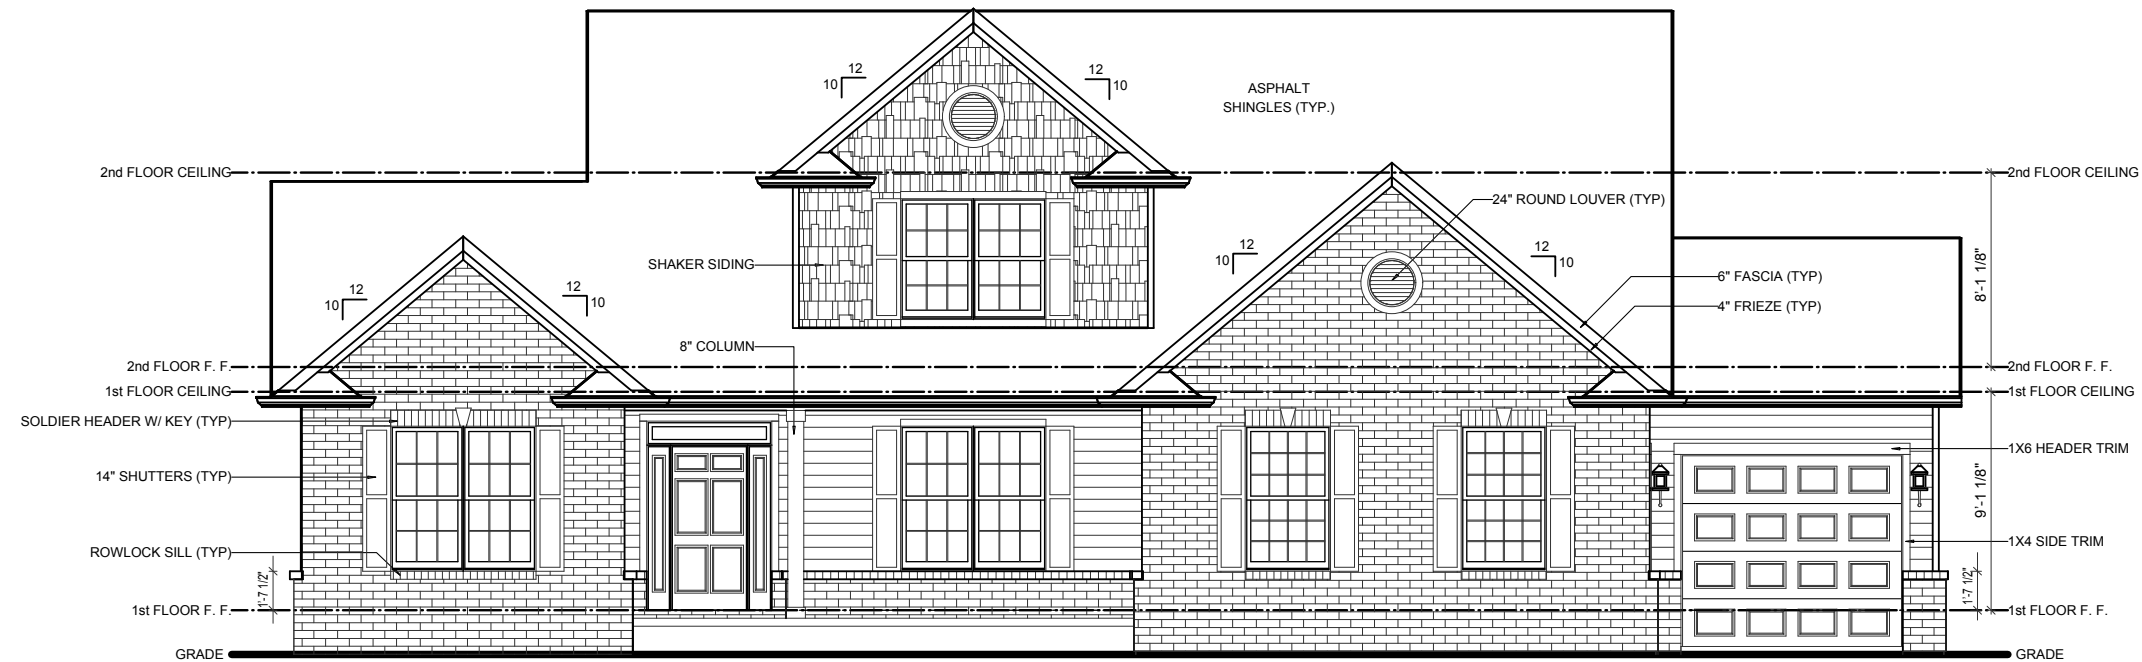 12
10
12
10
ASPHALT
SHINGLES (TYP.)
2nd FLOOR CEILING
2nd FLOOR CEILING
24" ROUND LOUVER (TYP)
12
10
12
10
SHAKER SIDING
6" FASCIA (TYP)
8'-1 1/8"
12
10
12
10
4" FRIEZE (TYP)
8" COLUMN
2nd FLOOR F. F.
2nd FLOOR F. F.
1st FLOOR CEILING
1st FLOOR CEILING
SOLDIER HEADER W/ KEY (TYP)
1X6 HEADER TRIM
14" SHUTTERS (TYP)
9'-1 1/8"
1X4 SIDE TRIM
ROWLOCK SILL (TYP)
1'-7 1/2"
1'-7 1/2"
1st FLOOR F. F.
1st FLOOR F. F.
GRADE
GRADE